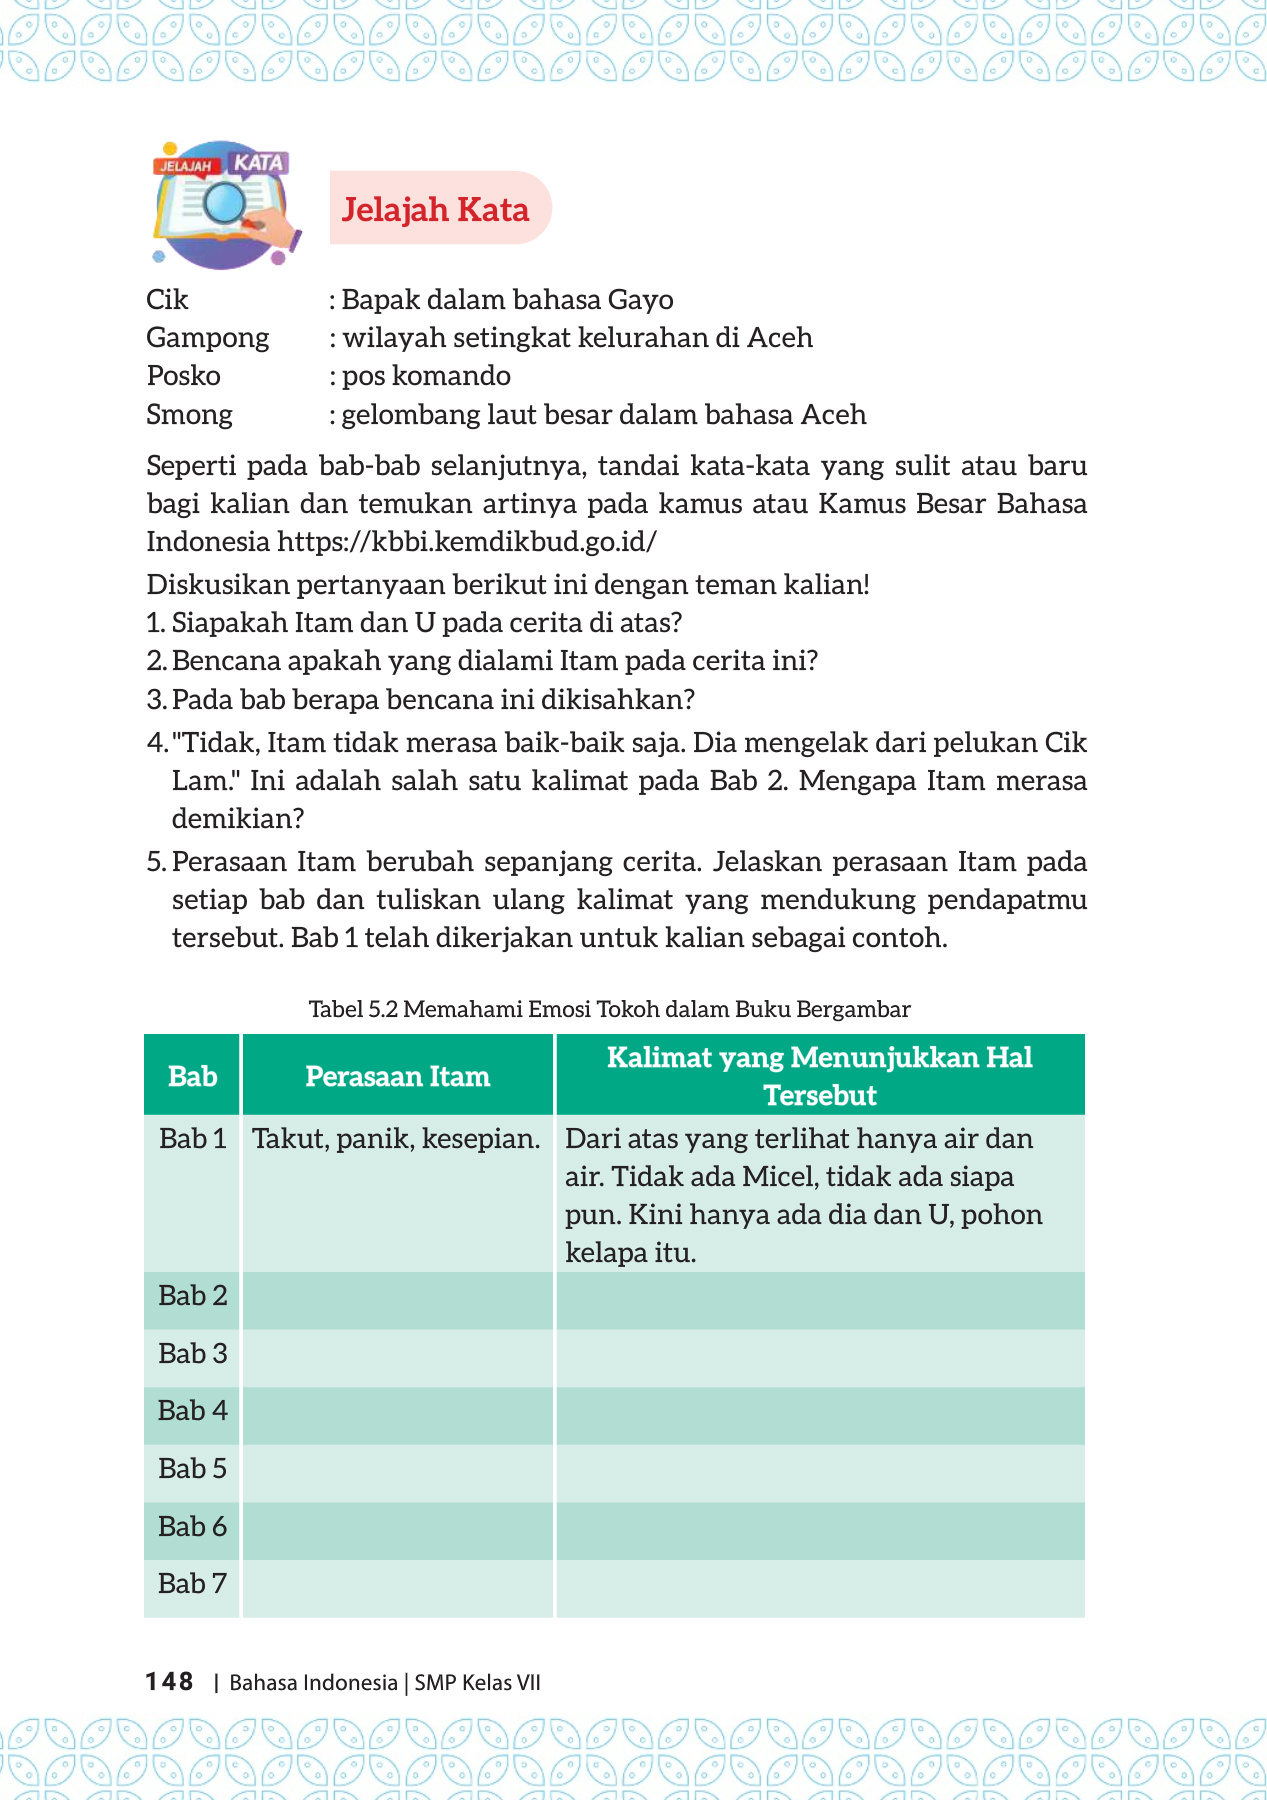 JELAJAH KATA
Jelajah Kata
Cik : Bapak dalam bahasa Gayo
Gampong : wilayah setingkat kelurahan di Aceh
Posko : pos komando
Smong : gelombang laut besar dalam bahasa Aceh
Seperti pada bab-bab selanjutnya, tandai kata-kata yang sulit atau baru
bagi kalian dan temukan artinya pada kamus atau Kamus Besar Bahasa
Indonesia https://kbbi.kemdikbud.go.id/
Diskusikan pertanyaan berikut ini dengan teman kalian!
1. Siapakah Itam dan U pada cerita di atas?
2. Bencana apakah yang dialami Itam pada cerita ini?
3. Pada bab berapa bencana ini dikisahkan?
4. "Tidak, Itam tidak merasa baik-baik saja. Dia mengelak dari pelukan Cik
Lam." Ini adalah salah satu kalimat pada Bab 2. Mengapa Itam merasa
demikian?
5. Perasaan Itam berubah sepanjang cerita. Jelaskan perasaan Itam pada
setiap bab dan tuliskan ulang kalimat yang mendukung pendapatmu
tersebut. Bab 1 telah dikerjakan untuk kalian sebagai contoh.
Tabel 5.2 Memahami Emosi Tokoh dalam Buku Bergambar
Bab
Perasaan Itam
Kalimat yang Menunjukkan Hal
Tersebut
Bab 1
Takut, panik, kesepian.
Dari atas yang terlihat hanya air dan
air. Tidak ada Micel, tidak ada siapa
pun. Kini hanya ada dia dan U, pohon
kelapa itu.
Bab 2
Bab 3
Bab 4
Bab 5
Bab 6
Bab 7
148 | Bahasa Indonesia | SMP Kelas VII